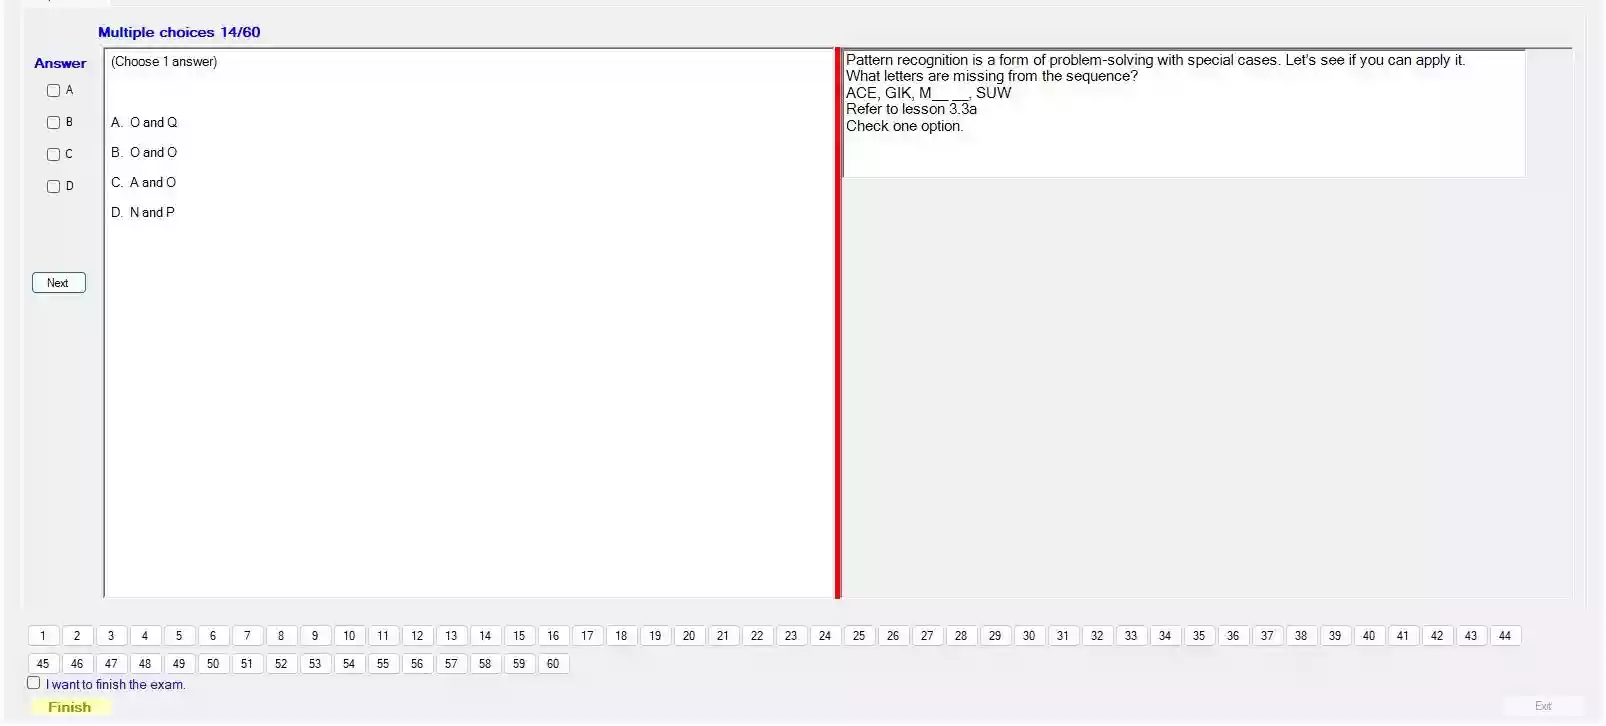 Multiple choices 14/60
Answer
(Choose 1 answer)
A
B
C
D
A. O and Q
B. O and O
C. A and O
D. N and P
Next
Pattern recognition is a form of problem-solving with special cases. Let's see if you can apply it.
What letters are missing from the sequence?
ACE, GIK, M__ __, SUW
Refer to lesson 3.3a
Check one option.
1 2 3 4 5 6 7 8 9 10 11 12 13 14 15 16 17 18 19 20 21 22 23 24 25 26 27 28 29 30 31 32 33 34 35 36 37 38 39 40 41 42 43 44
45 46 47 48 49 50 51 52 53 54 55 56 57 58 59 60
I want to finish the exam.
Finish
Exit